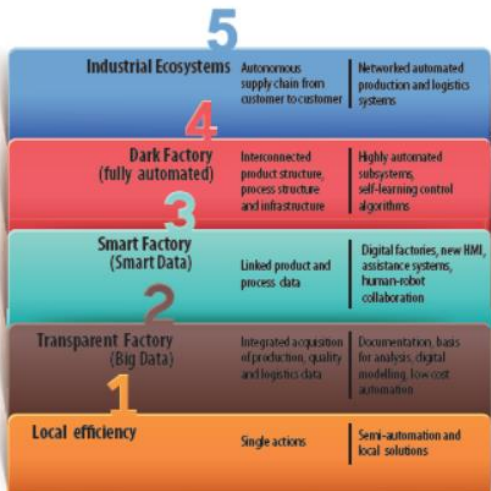 5
Industrial Ecosystems
Autonomous
supply chain from
customer to customer
Networked automated
production and logistics
systems
4
Dark Factory
(fully automated)
Interconnected
product structure,
process structure
and infrastructure
Highly automated
subsystems,
self-learning control
algorithms
3
Smart Factory
(Smart Data)
Linked product and
process data
Digital factories, new HMI,
assistance systems,
human-robot
collaboration
2
Transparent Factory
(Big Data)
Integrated acquisition
of production, quality
and logistics data
Documentation, basis
for analysis, digital
modelling, low cost
automation
1
Local efficiency
Single actions
Semi-automation and
local solutions